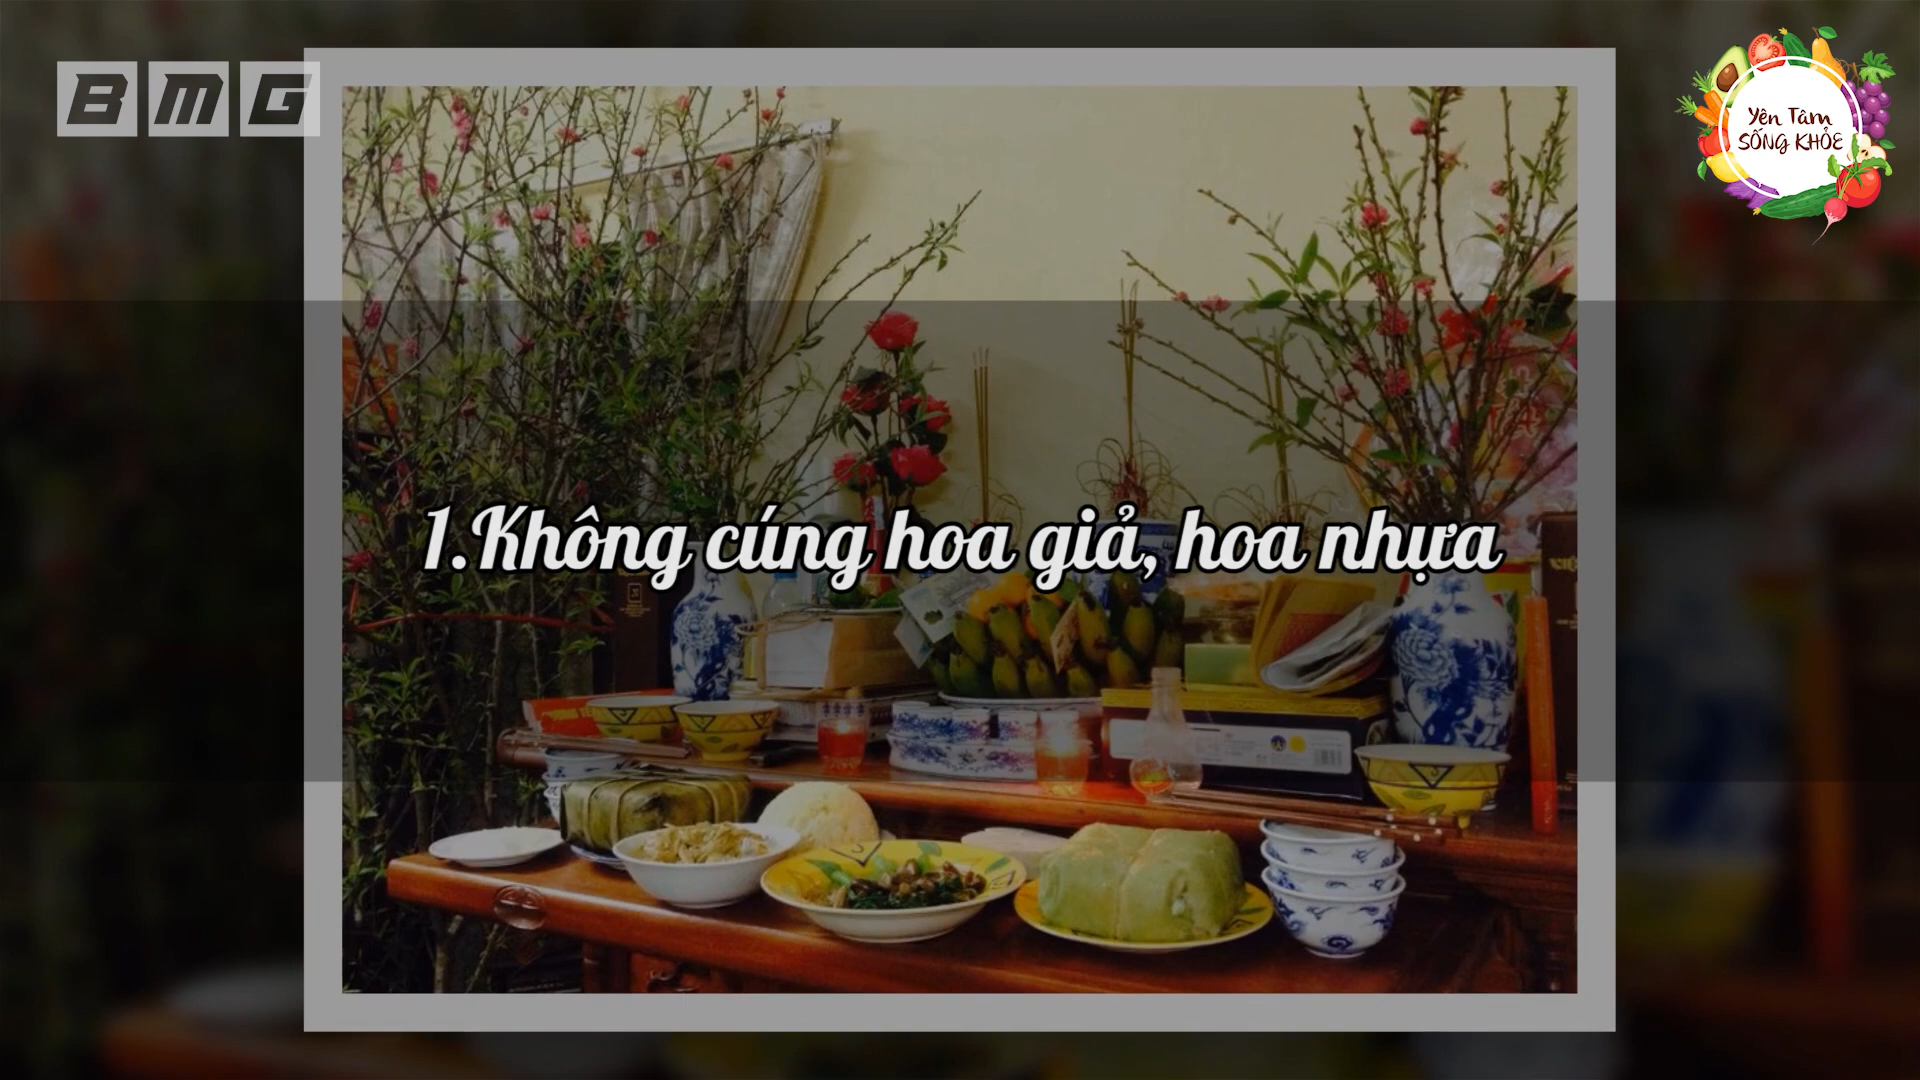 BMG
Yên Tâm
SỐNG KHỎE
1.Không cúng hoa giả, hoa nhựa